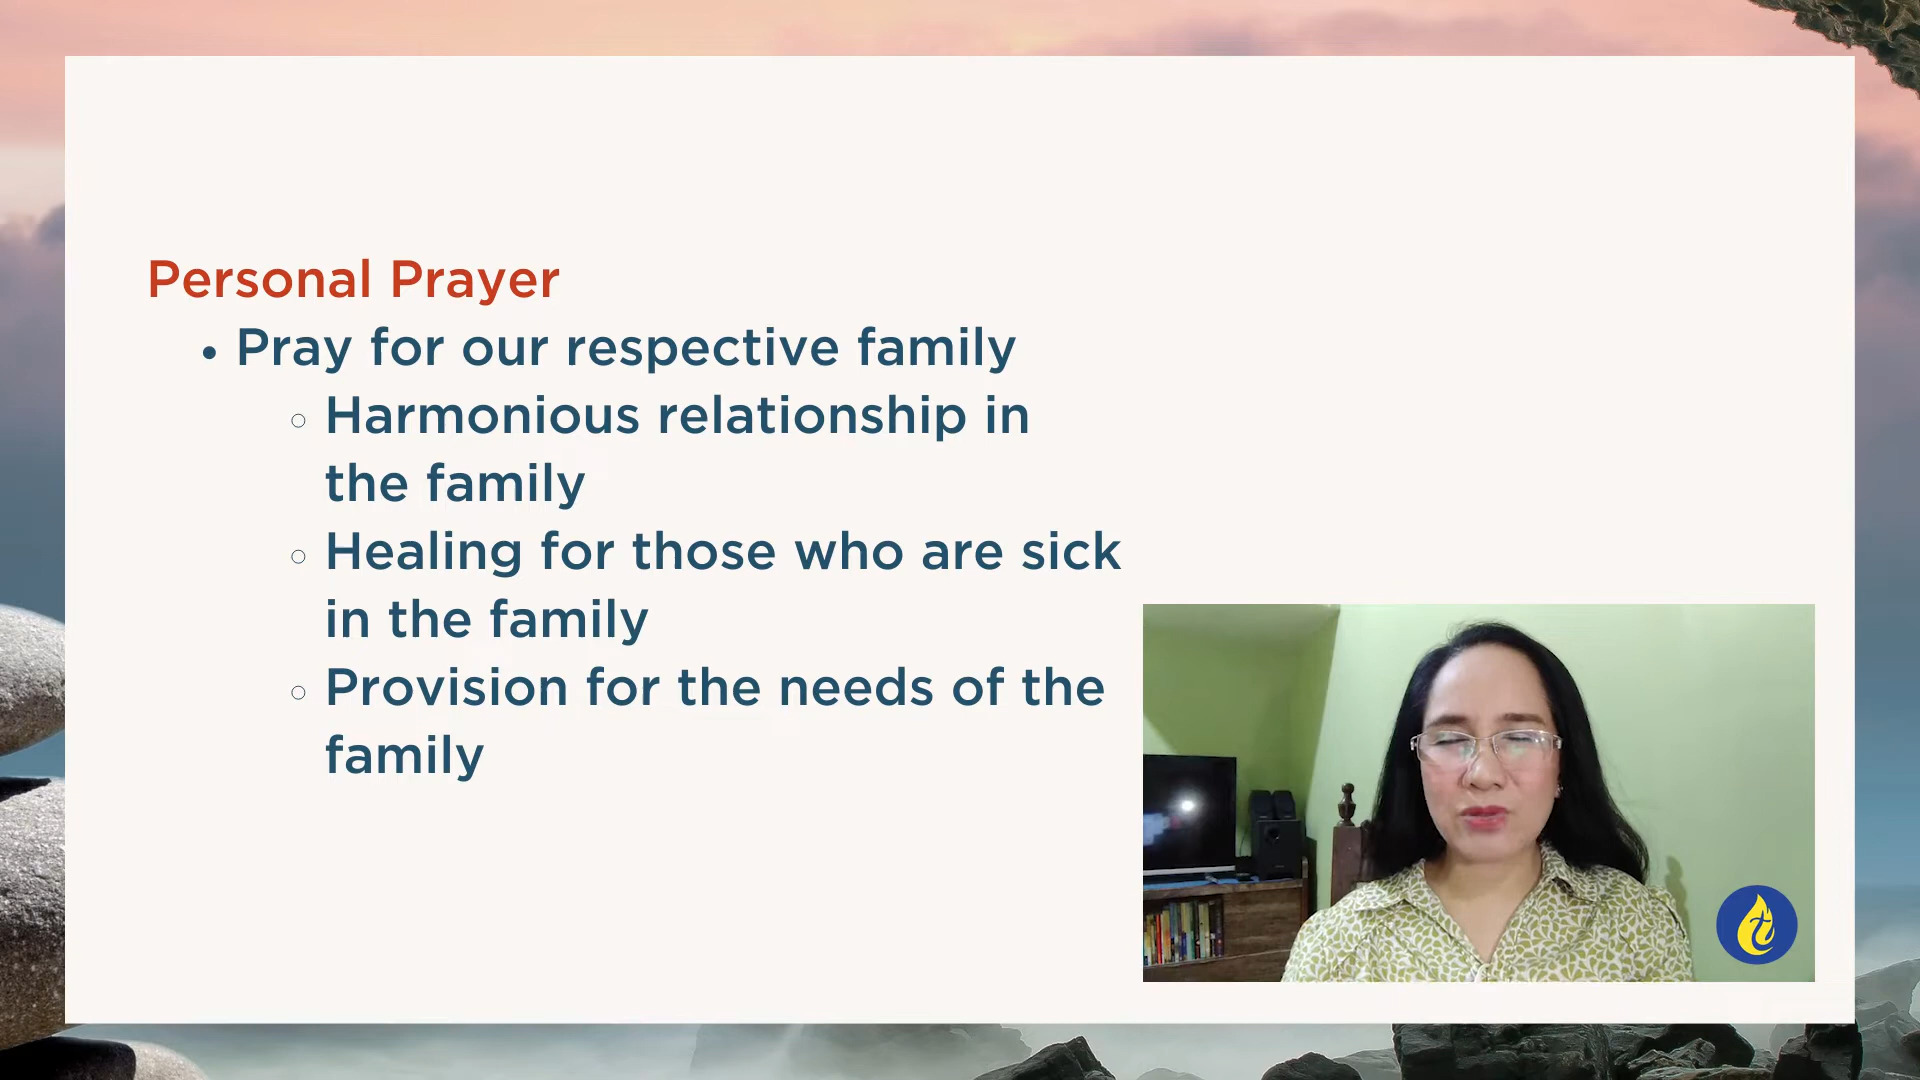 Personal Prayer
• Pray for our respective family
○ Harmonious relationship in
the family
○ Healing for those who are sick
in the family
○ Provision for the needs of the
family